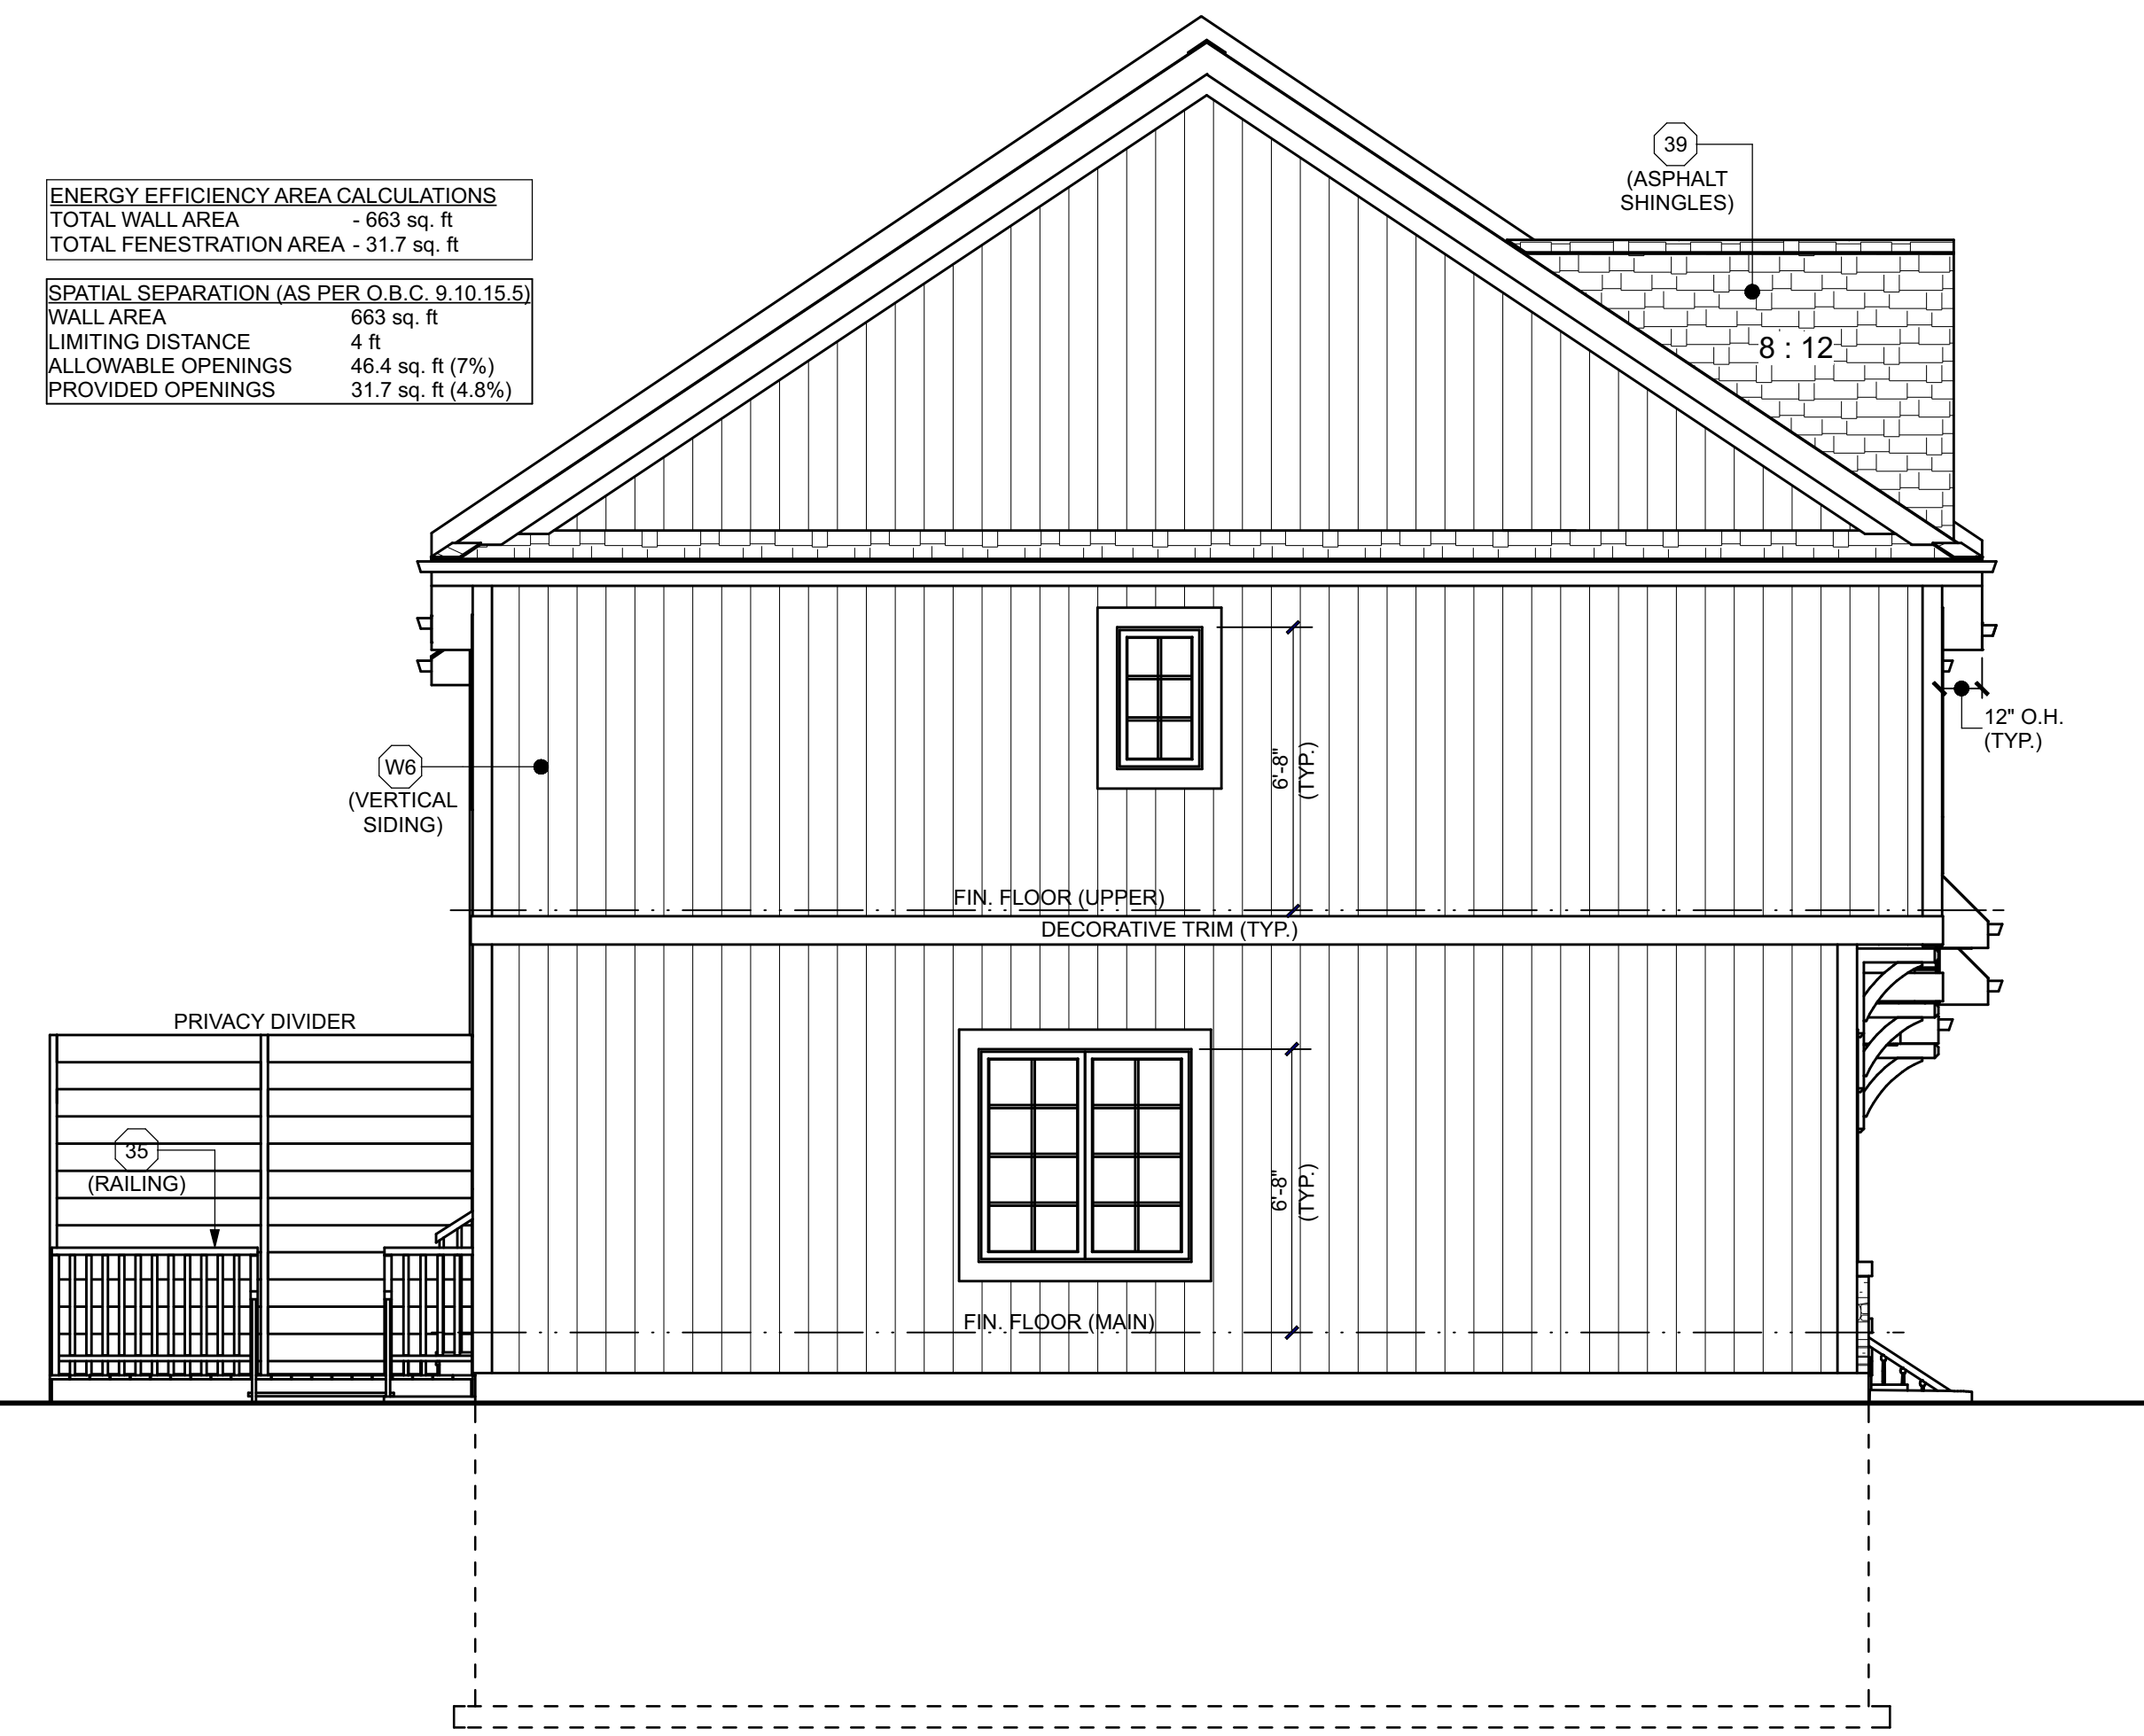 39
(ASPHALT
SHINGLES)
ENERGY EFFICIENCY AREA CALCULATIONS
TOTAL WALL AREA - 663 sq. ft
TOTAL FENESTRATION AREA - 31.7 sq. ft
SPATIAL SEPARATION (AS PER O.B.C. 9.10.15.5)
WALL AREA 663 sq. ft
LIMITING DISTANCE 4 ft
ALLOWABLE OPENINGS 46.4 sq. ft (7%)
PROVIDED OPENINGS 31.7 sq. ft (4.8%)
8 : 12
12" O.H.
(TYP.)
W6
(VERTICAL
SIDING)
6'-8"
(TYP.)
FIN. FLOOR (UPPER)
DECORATIVE TRIM (TYP.)
PRIVACY DIVIDER
35
(RAILING)
6'-8"
(TYP.)
FIN. FLOOR (MAIN)